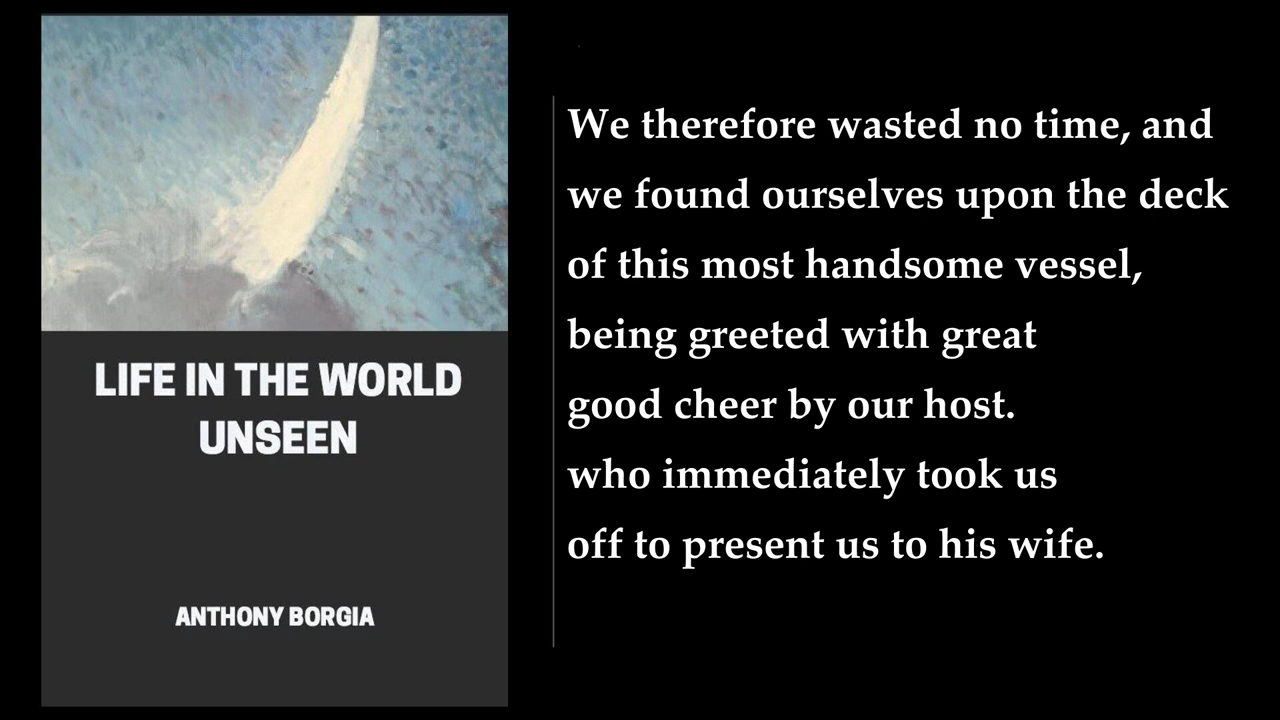 LIFE IN THE WORLD
UNSEEN
ANTHONY BORGIA
We therefore wasted no time, and
we found ourselves upon the deck
of this most handsome vessel,
being greeted with great
good cheer by our host.
who immediately took us
off to present us to his wife.